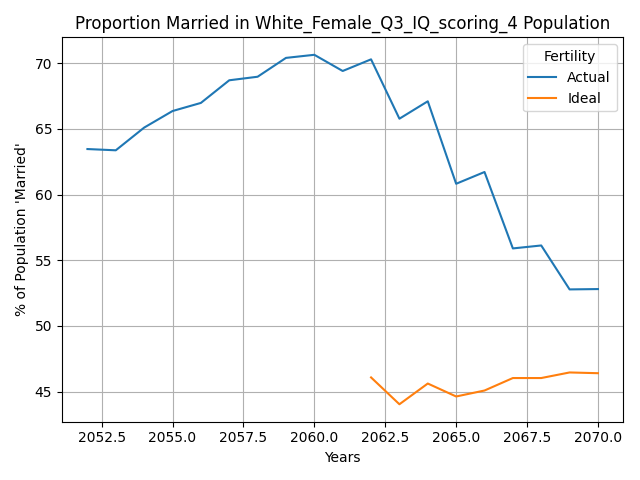 Proportion Married in White_Female_Q3_IQ_scoring_4 Population
Fertility
Actual
Ideal
% of Population 'Married'
70
65
60
55
50
45
2052.5 2055.0 2057.5 2060.0 2062.5 2065.0 2067.5 2070.0
Years